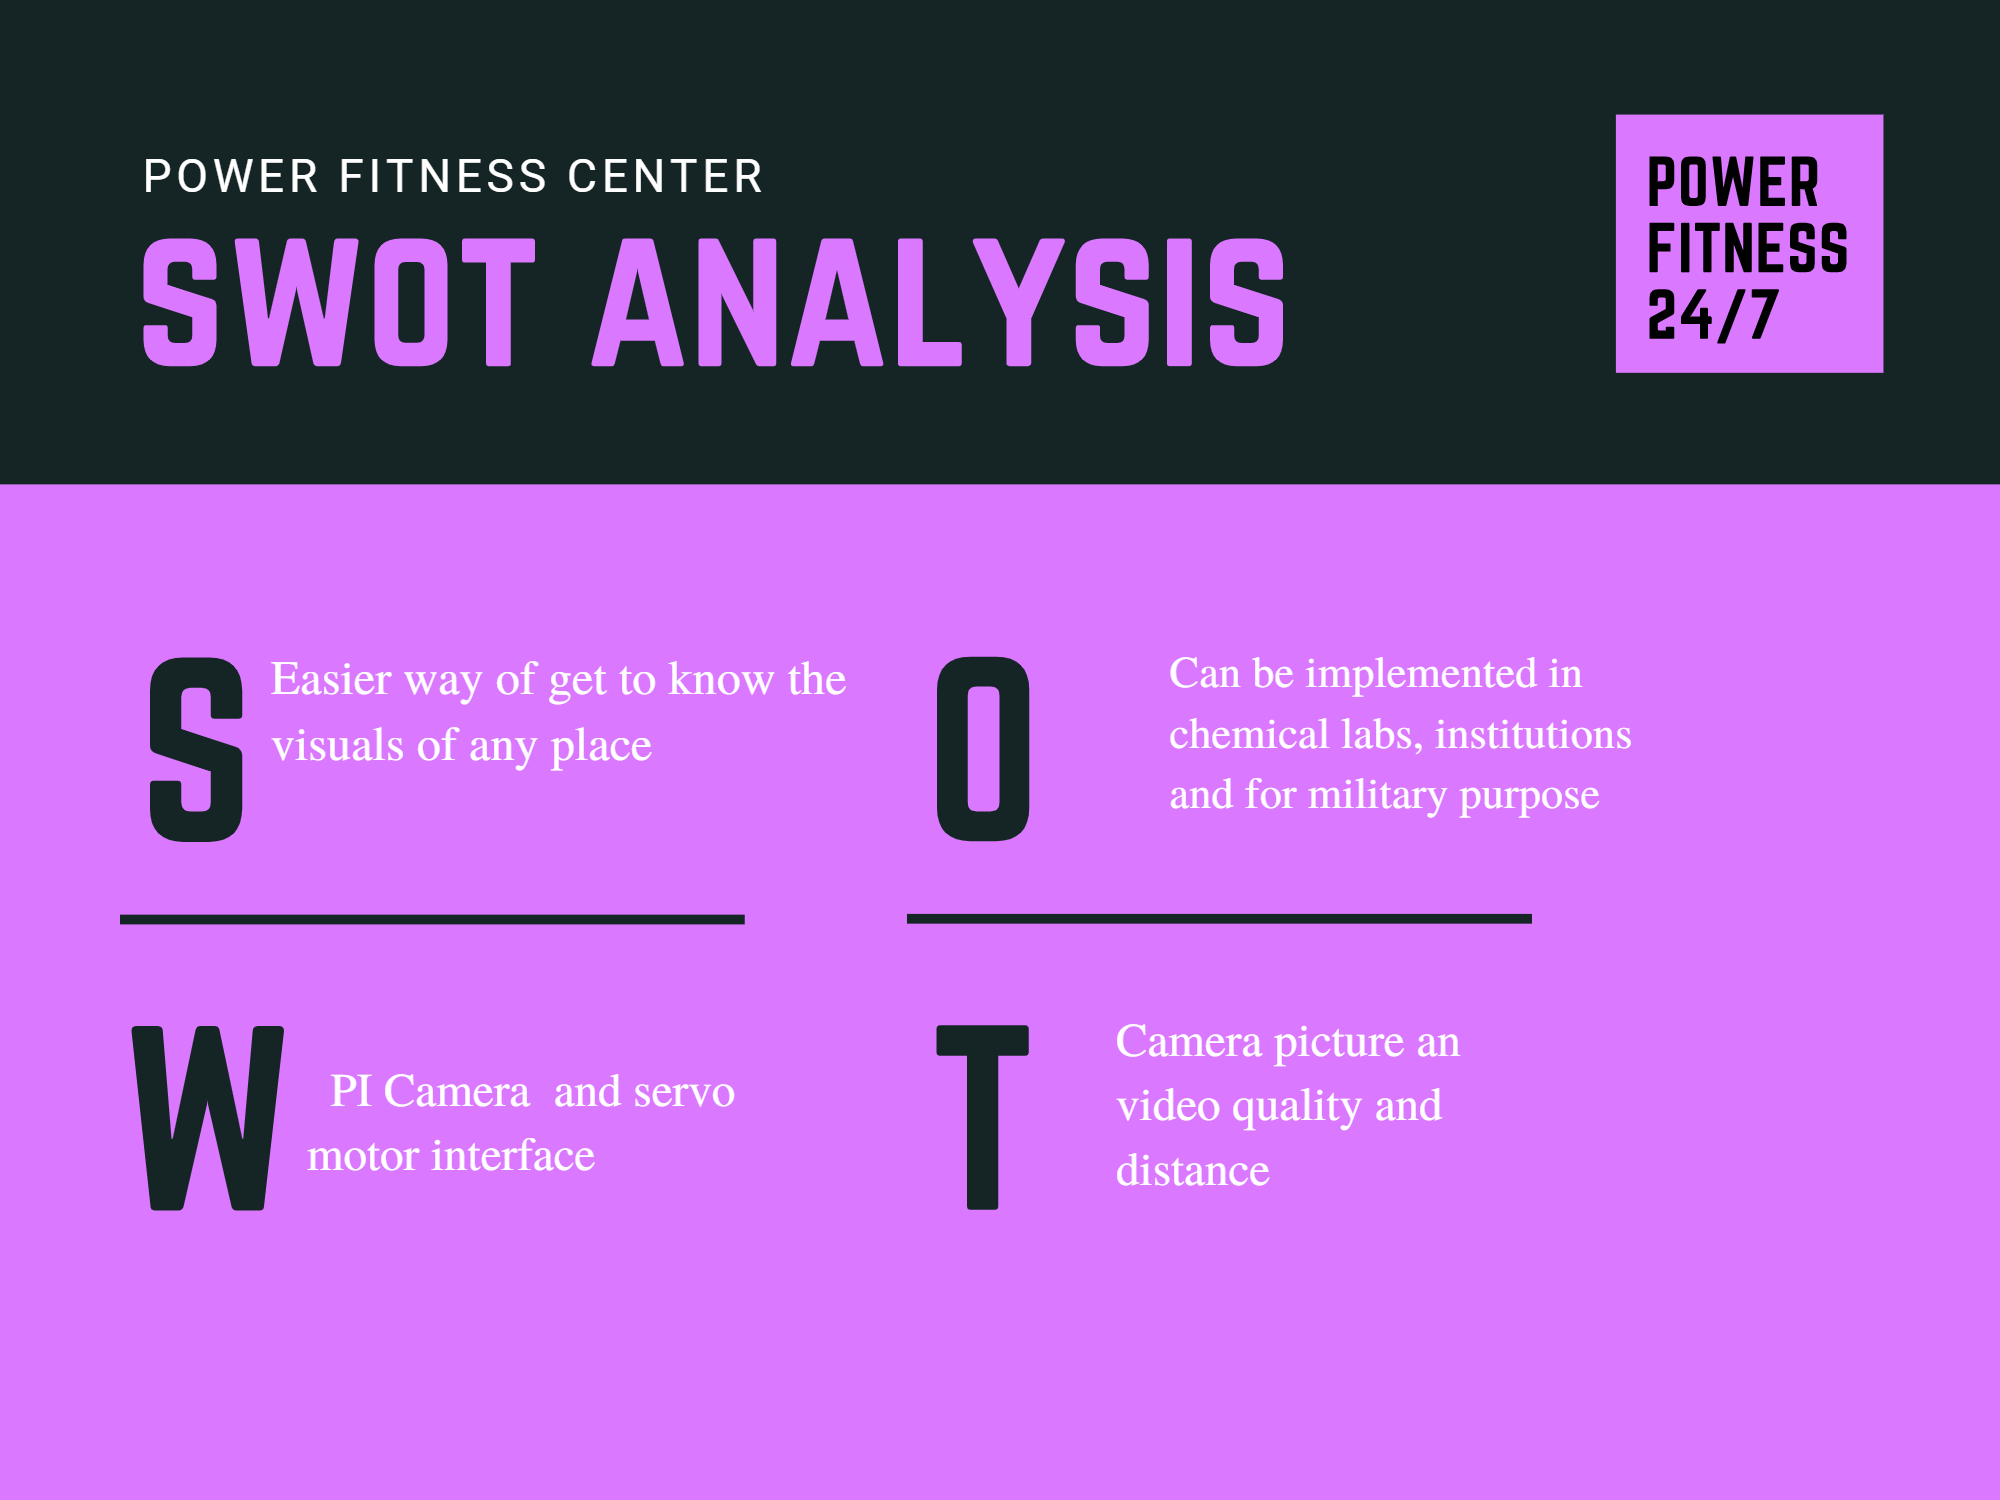 POWER FITNESS CENTER
SWOT ANALYSIS
POWER
FITNESS
24/7
S
Easier way of get to know the
visuals of any place
O
Can be implemented in
chemical labs, institutions
and for military purpose
W
PI Camera  and servo
motor interface
T
Camera picture an
video quality and
distance